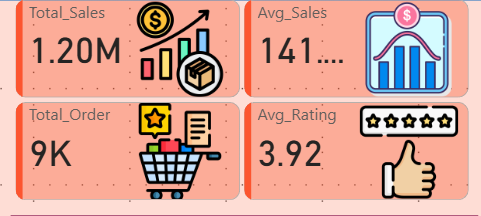 Total_Sales
1.20M
Avg_Sales
141....
Total_Order
9K
Avg_Rating
3.92